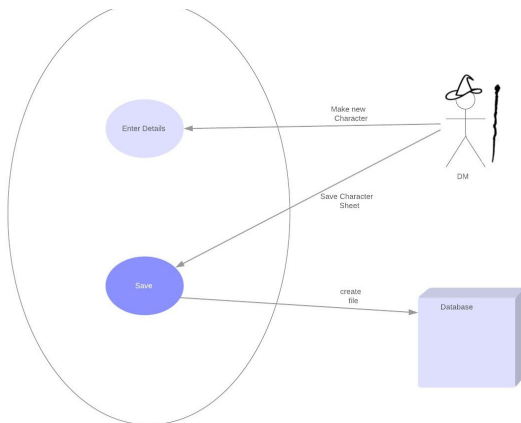 Make new
Character
Enter Details
DM
Save Character
Sheet
Save
create
file
Database